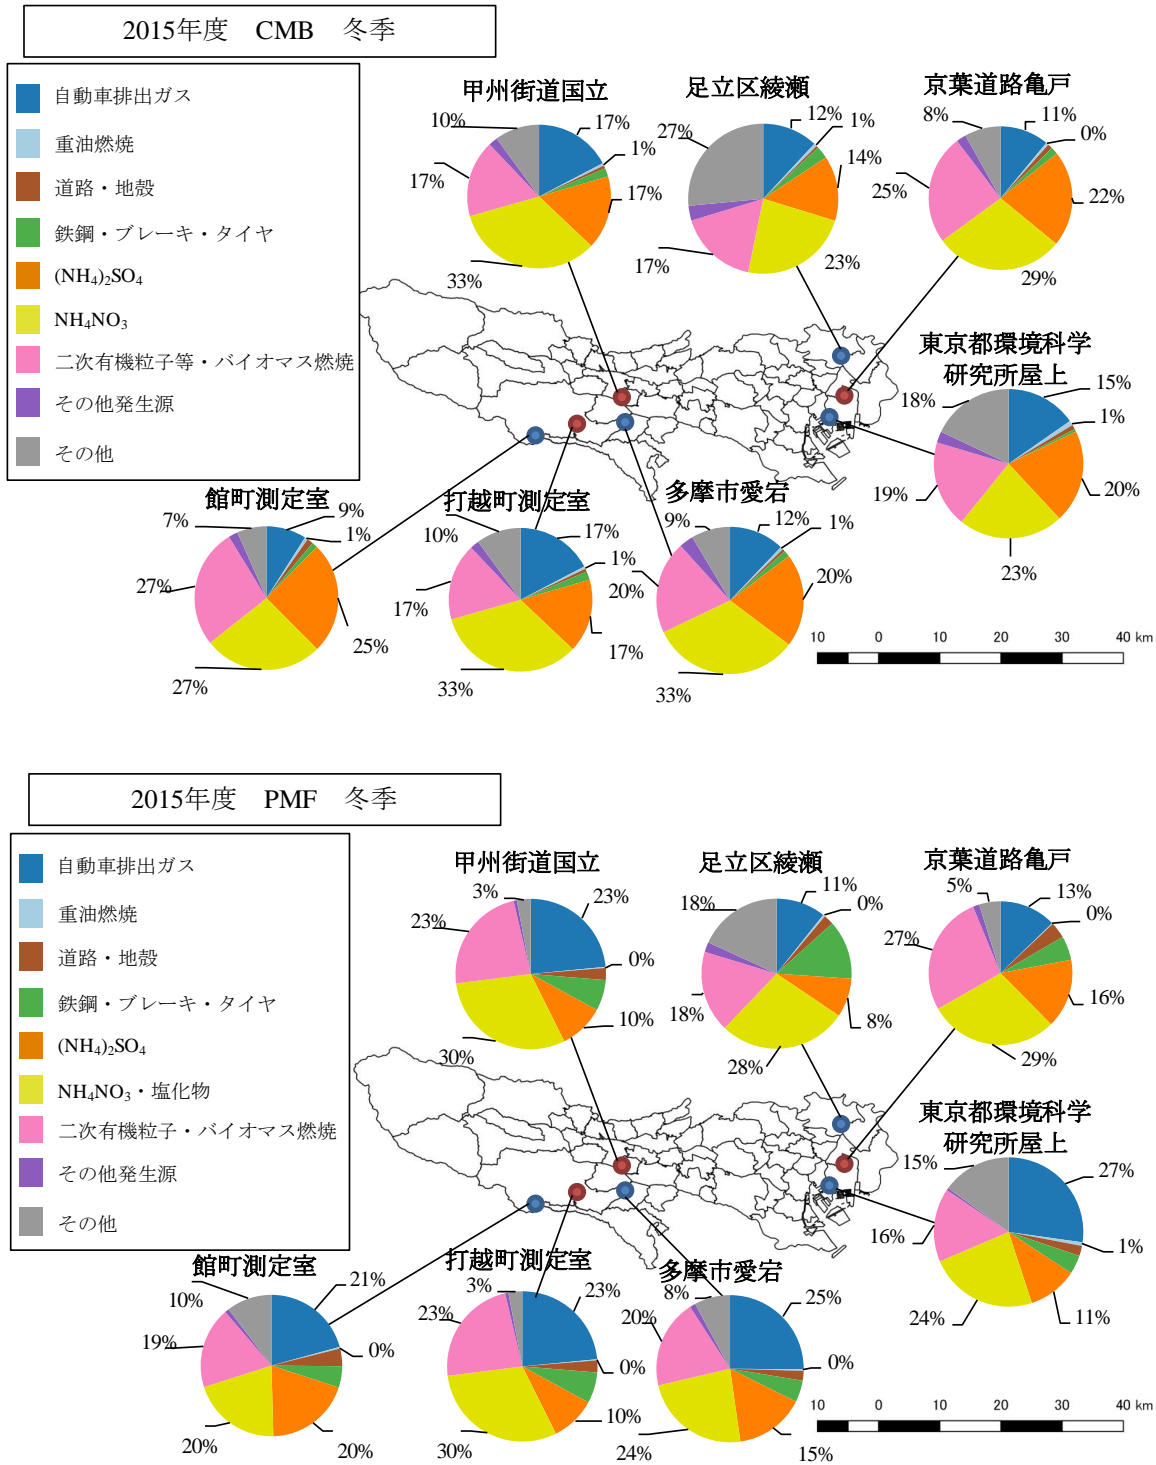 2015年度　CMB　冬季
自動車排出ガス
重油燃焼
道路・地殻
鉄鋼・ブレーキ・タイヤ
(NH₄)₂SO₄
NH₄NO₃
二次有機粒子等・バイオマス燃焼
その他発生源
その他
甲州街道国立
10%
17%
1%
17%
17%
33%
足立区綾瀬
27%
12%
1%
14%
17%
23%
京葉道路亀戸
8%
11%
0%
25%
22%
29%
東京都環境科学
研究所屋上
18%
15%
1%
19%
20%
23%
館町測定室
7%
9%
1%
27%
25%
27%
打越町測定室
10%
17%
1%
17%
17%
33%
多摩市愛宕
9%
12%
1%
20%
20%
33%
10 0 10 20 30 40 km
2015年度　PMF　冬季
自動車排出ガス
重油燃焼
道路・地殻
鉄鋼・ブレーキ・タイヤ
(NH₄)₂SO₄
NH₄NO₃・塩化物
二次有機粒子・バイオマス燃焼
その他発生源
その他
甲州街道国立
3%
23%
23%
0%
10%
30%
足立区綾瀬
18%
11%
0%
18%
8%
28%
京葉道路亀戸
5%
13%
0%
27%
16%
29%
東京都環境科学
研究所屋上
15%
27%
16%
1%
24%
11%
館町測定室
10%
21%
19%
0%
20%
20%
打越町測定室
3%
23%
23%
0%
10%
30%
多摩市愛宕
8%
25%
20%
0%
24%
15%
10 0 10 20 30 40 km